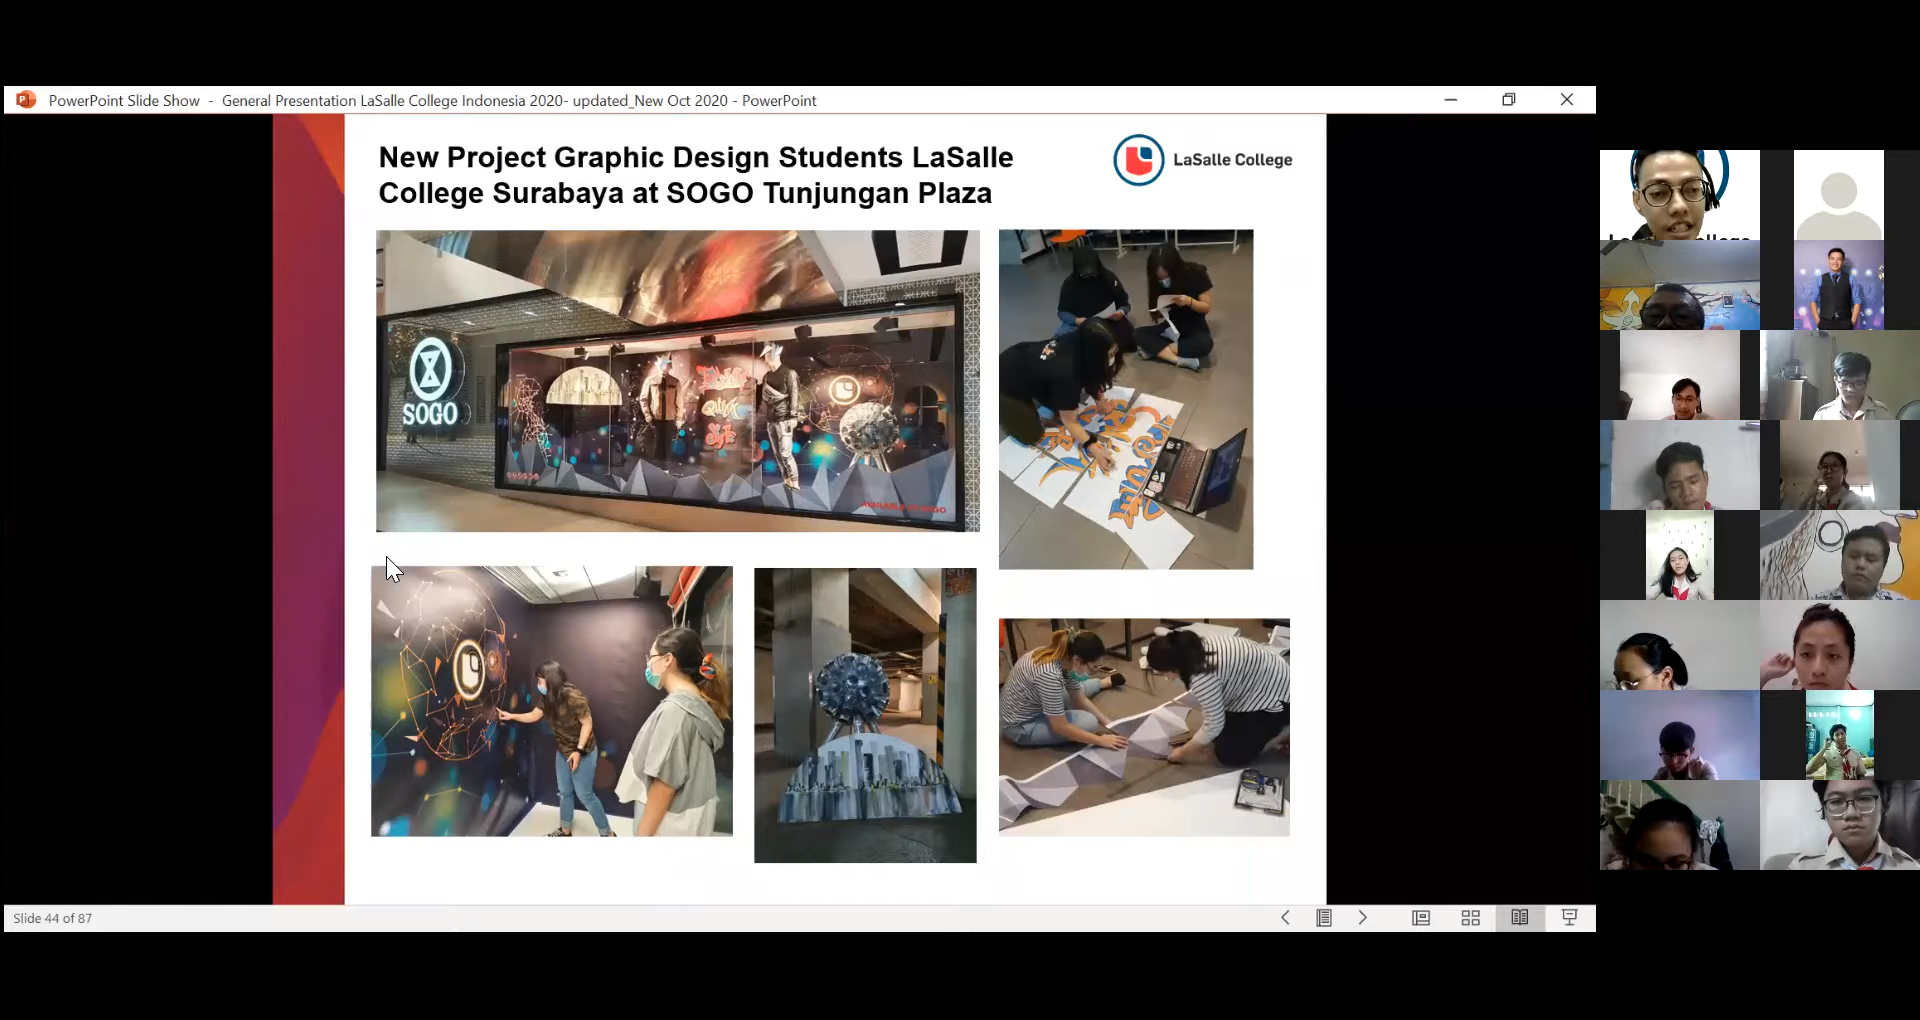 PowerPoint Slide Show - General Presentation LaSalle College Indonesia 2020- updated_New Oct 2020 - PowerPoint
New Project Graphic Design Students LaSalle
College Surabaya at SOGO Tunjungan Plaza
LaSalle College
SOGO
Slide 44 of 87